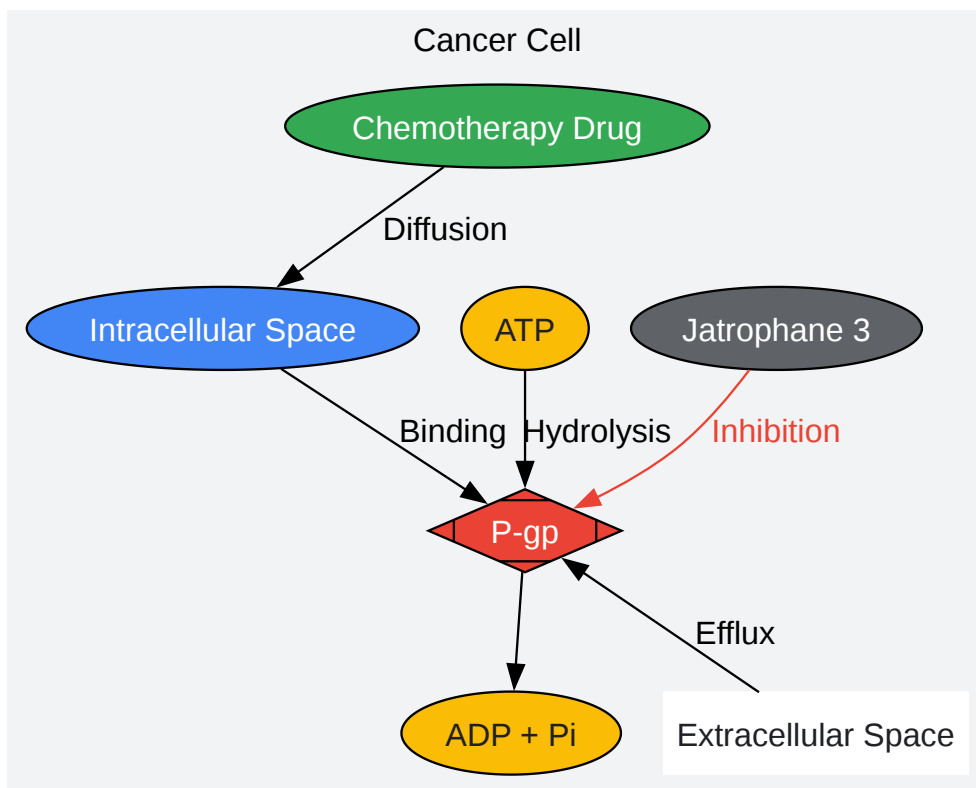 Cancer Cell
Chemotherapy Drug
Diffusion
Intracellular Space
ATP
Jatrophane 3
Binding
Hydrolysis
Inhibition
P-gp
Efflux
ADP + Pi
Extracellular Space